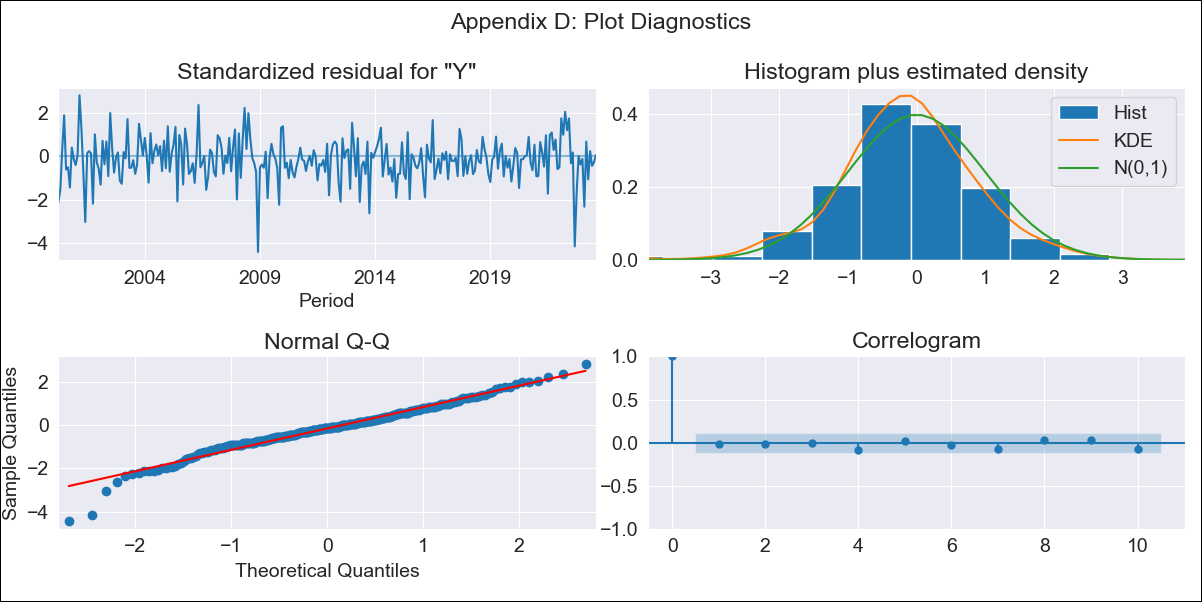 Appendix D: Plot Diagnostics
Standardized residual for "Y"
2
0
−2
−4
2004 2009 2014 2019
Period
Histogram plus estimated density
0.4
0.2
0.0
−3 −2 −1 0 1 2 3
Hist
KDE
N(0,1)
Normal Q-Q
Sample Quantiles
2
0
−2
−4
−2 −1 0 1 2
Theoretical Quantiles
Correlogram
1.0
0.5
0.0
−0.5
−1.0
0 2 4 6 8 10